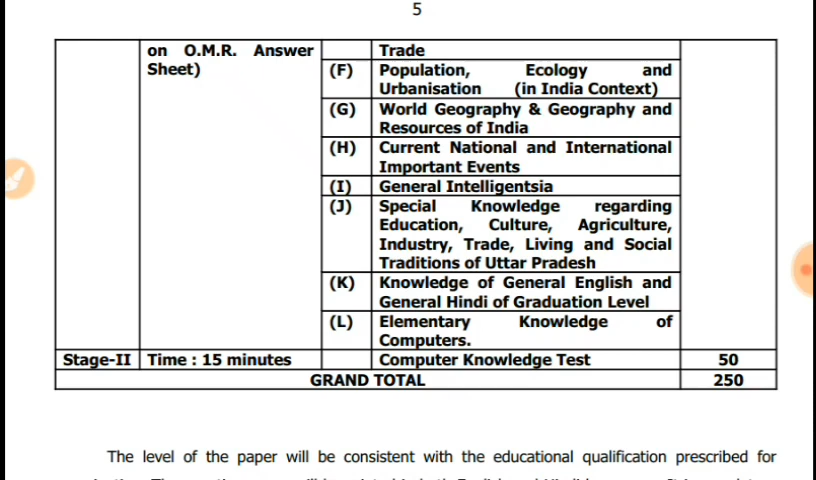 5
on O.M.R. Answer Trade
Sheet) (F) Population, Ecology and
Urbanisation (in India Context)
(G) World Geography & Geography and
Resources of India
(H) Current National and International
Important Events
(I) General Intelligentsia
(J) Special Knowledge regarding
Education, Culture, Agriculture,
Industry, Trade, Living and Social
Traditions of Uttar Pradesh
(K) Knowledge of General English and
General Hindi of Graduation Level
(L) Elementary Knowledge of
Computers.
Stage-II Time : 15 minutes Computer Knowledge Test 50
GRAND TOTAL 250
The level of the paper will be consistent with the educational qualification prescribed for